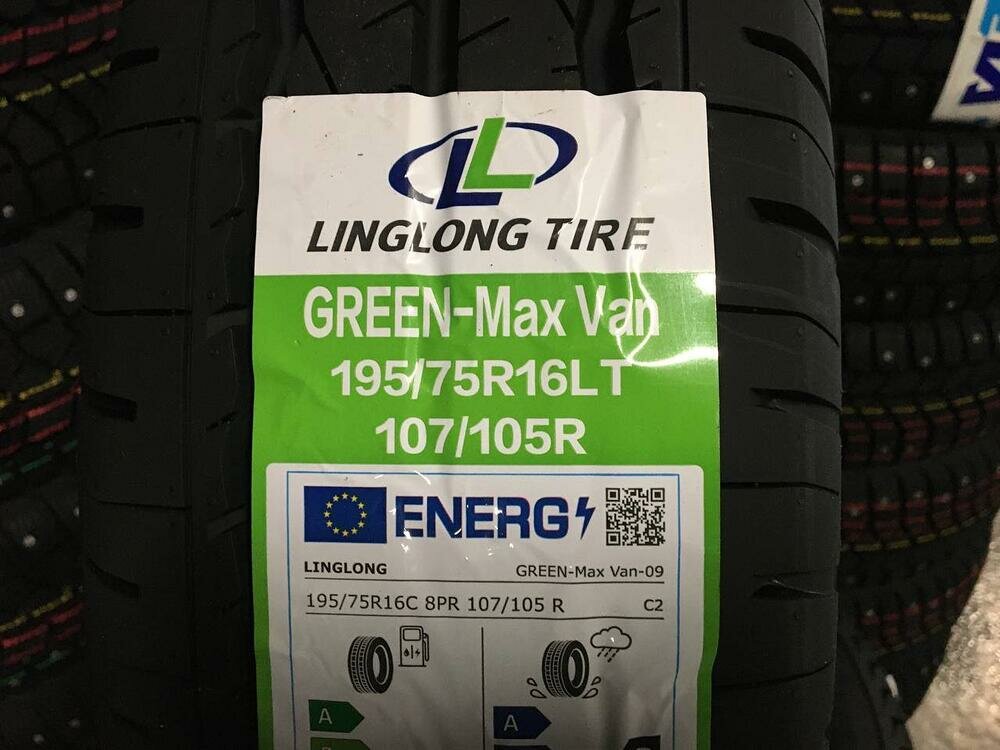 LL
LINGLONG TIRE
GREEN-Max Van
195/75R16LT
107/105R
ENERG
LINGLONG GREEN-Max Van-09
195/75R16C 8PR 107/105 R C2
A A